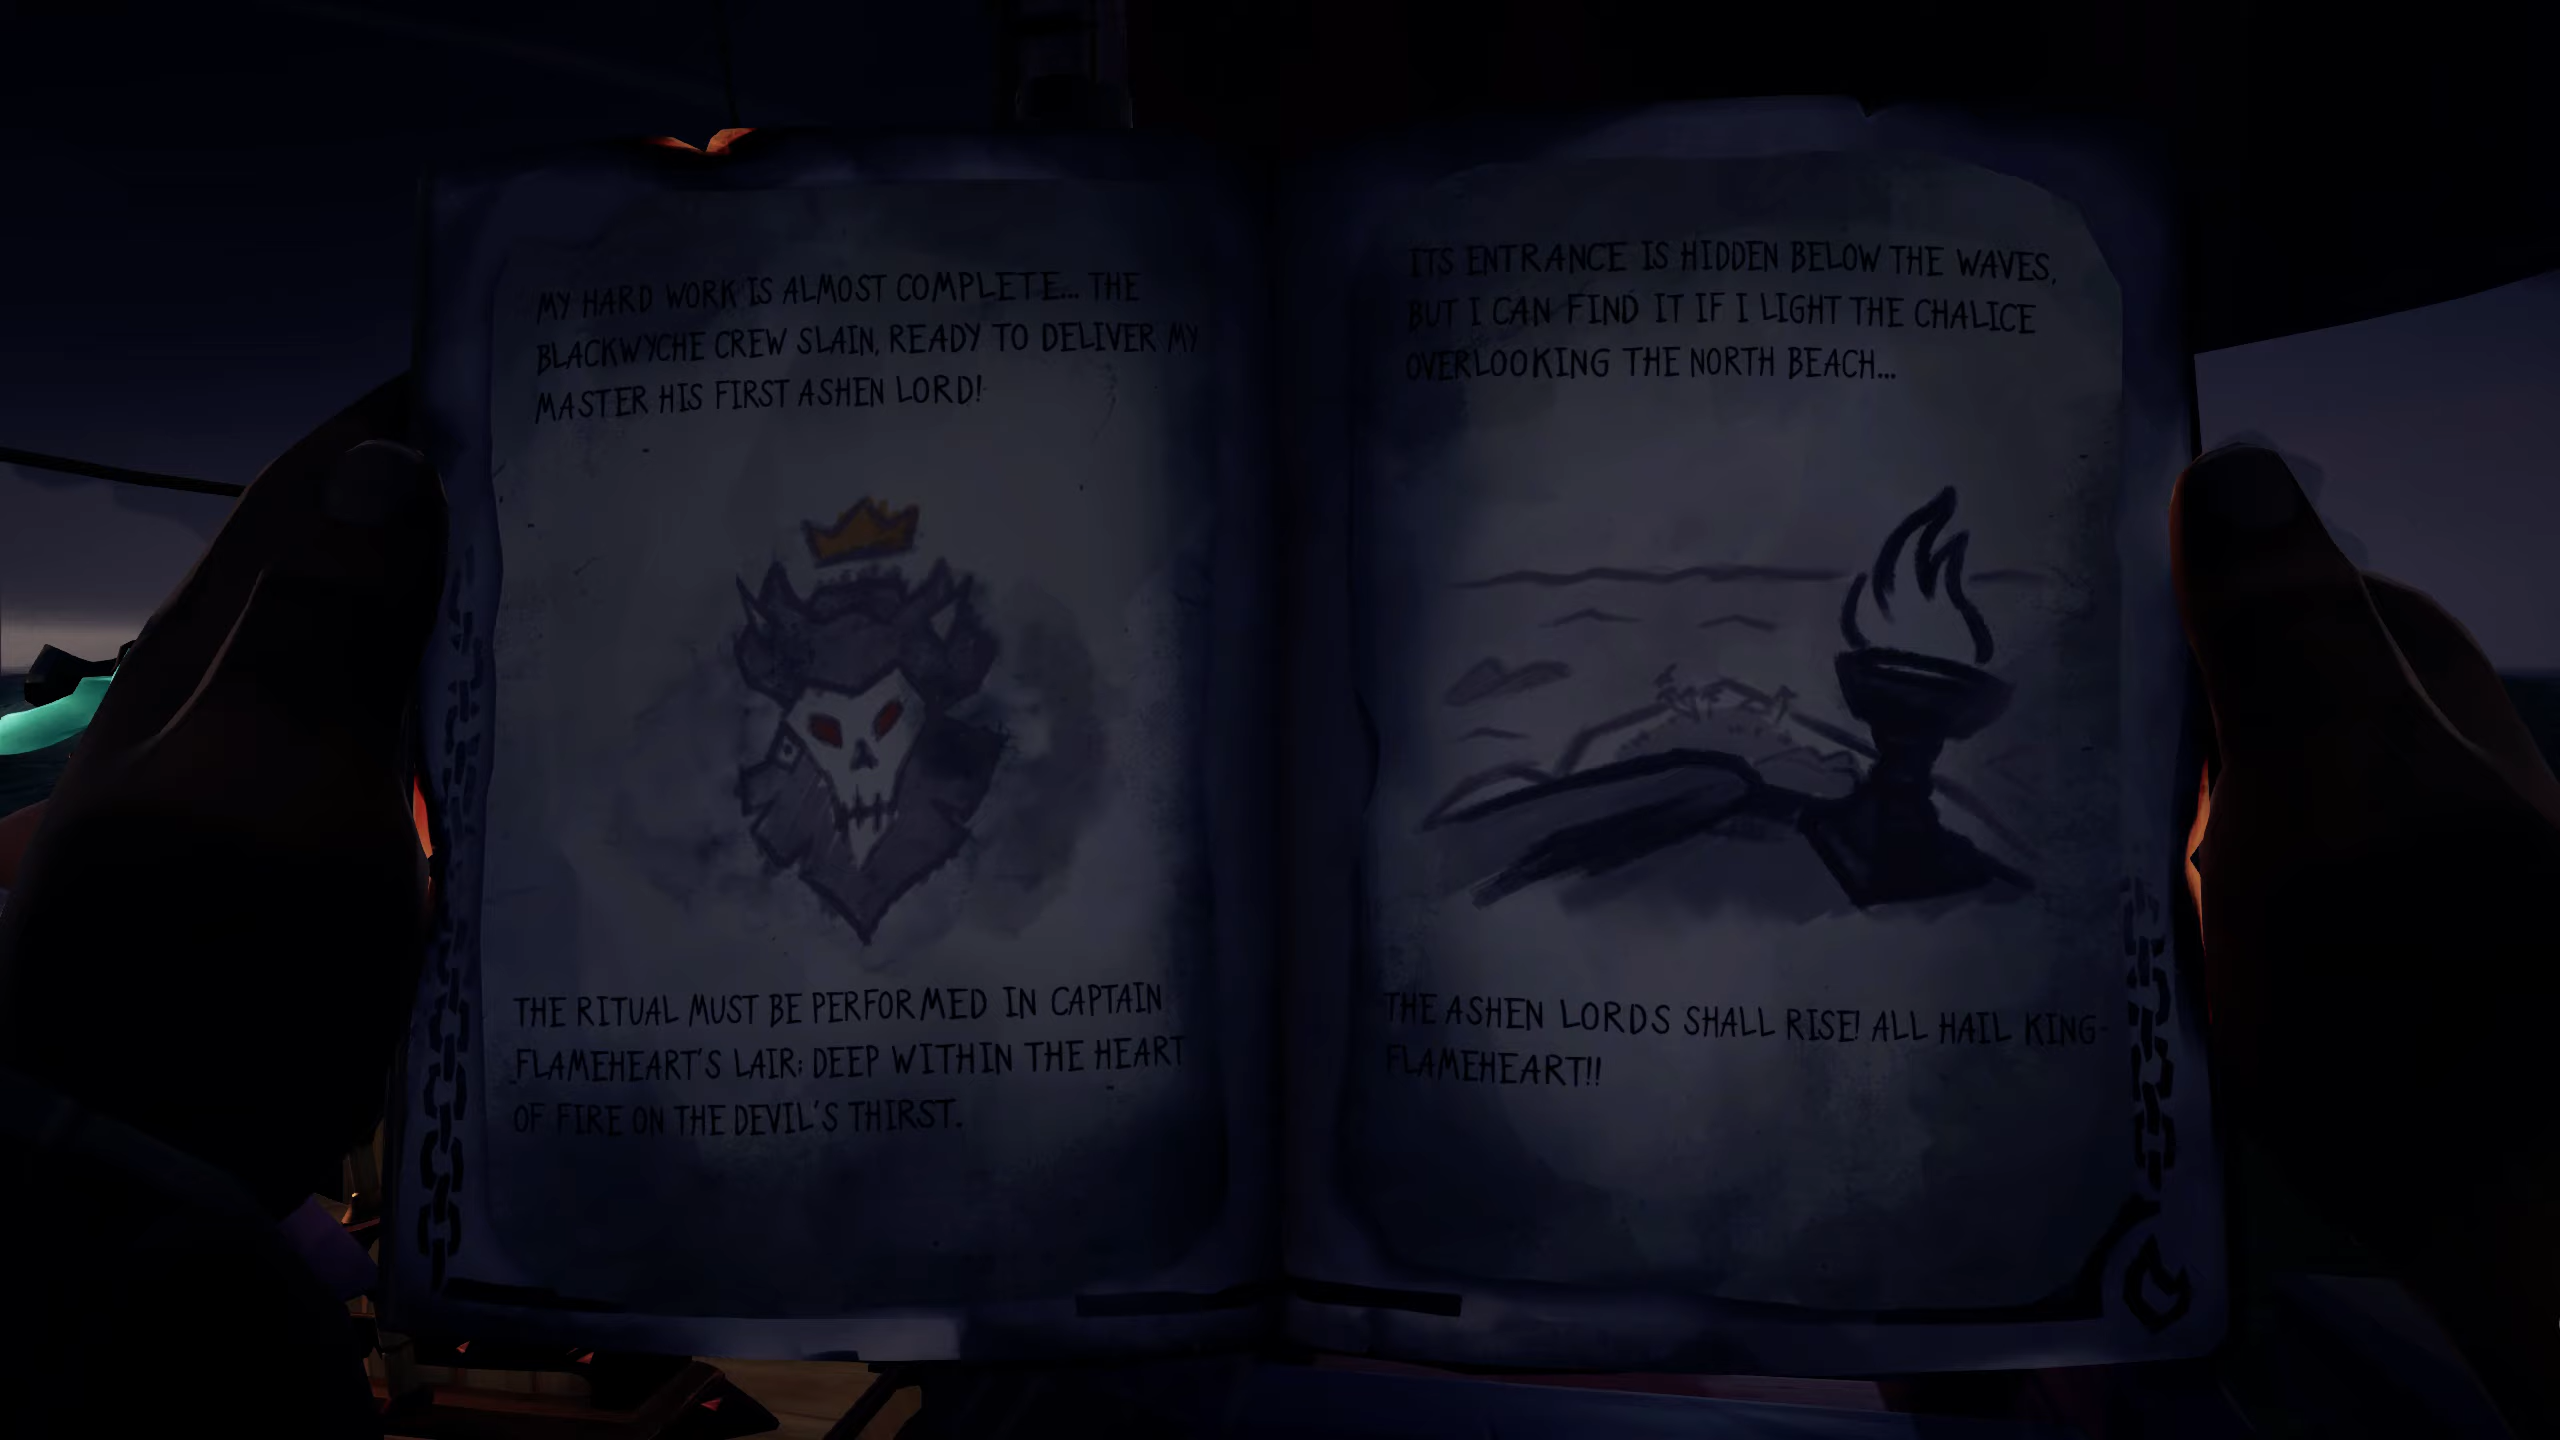 MY HARD WORK IS ALMOST COMPLETE... THE
BLACKWYCHE CREW SLAIN, READY TO DELIVER MY
MASTER HIS FIRST ASHEN LORD!
THE RITUAL MUST BE PERFORMED IN CAPTAIN
FLAMEHEART'S LAIR; DEEP WITHIN THE HEART
OF FIRE ON THE DEVIL'S THIRST.
ITS ENTRANCE IS HIDDEN BELOW THE WAVES,
BUT I CAN FIND IT IF I LIGHT THE CHALICE
OVERLOOKING THE NORTH BEACH...
THE ASHEN LORDS SHALL RISE! ALL HAIL KING
FLAMEHEART!!